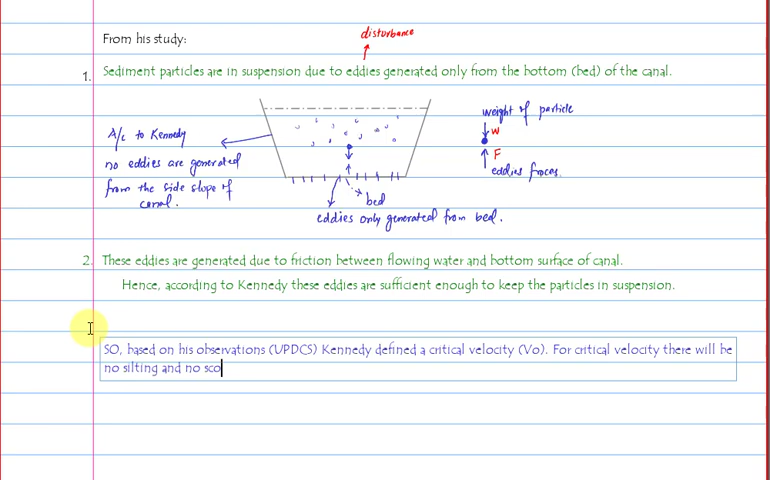 From his study:
disturbance
1. Sediment particles are in suspension due to eddies generated only from the bottom (bed) of the canal.
A/c to Kennedy
no eddies are generated
from the side slope of
canal.
bed
eddies only generated from bed.
weight of particle
W
F
eddies froces.
2. These eddies are generated due to friction between flowing water and bottom surface of canal.
Hence, according to Kennedy these eddies are sufficient enough to keep the particles in suspension.
SO, based on his observations (UPDCS) Kennedy defined a critical velocity (Vo). For critical velocity there will be
no silting and no sco